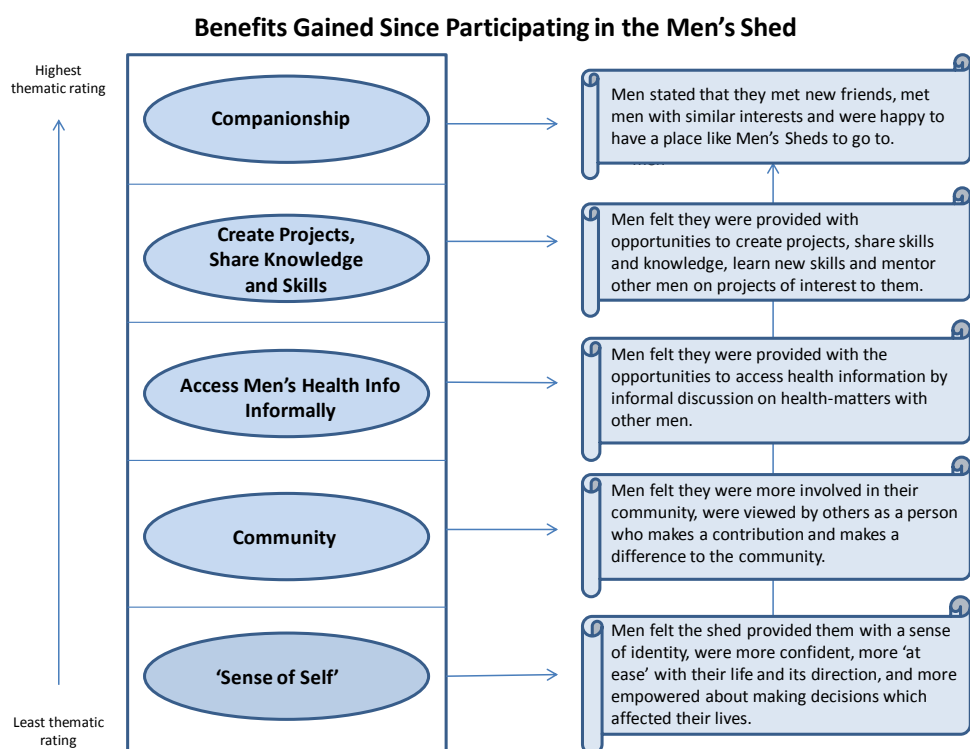 Benefits Gained Since Participating in the Men’s Shed
Highest
thematic rating
Companionship
Men stated that they met new friends, met
men with similar interests and were happy to
have a place like Men’s Sheds to go to.
Create Projects,
Share Knowledge
and Skills
Men felt they were provided with
opportunities to create projects, share skills
and knowledge, learn new skills and mentor
other men on projects of interest to them.
Access Men’s Health Info
Informally
Men felt they were provided with the
opportunities to access health information by
informal discussion on health-matters with
other men.
Community
Men felt they were more involved in their
community, were viewed by others as a person
who makes a contribution and makes a
difference to the community.
‘Sense of Self’
Men felt the shed provided them with a sense
of identity, were more confident, more ‘at
ease’ with their life and its direction, and more
empowered about making decisions which
affected their lives.
Least thematic
rating